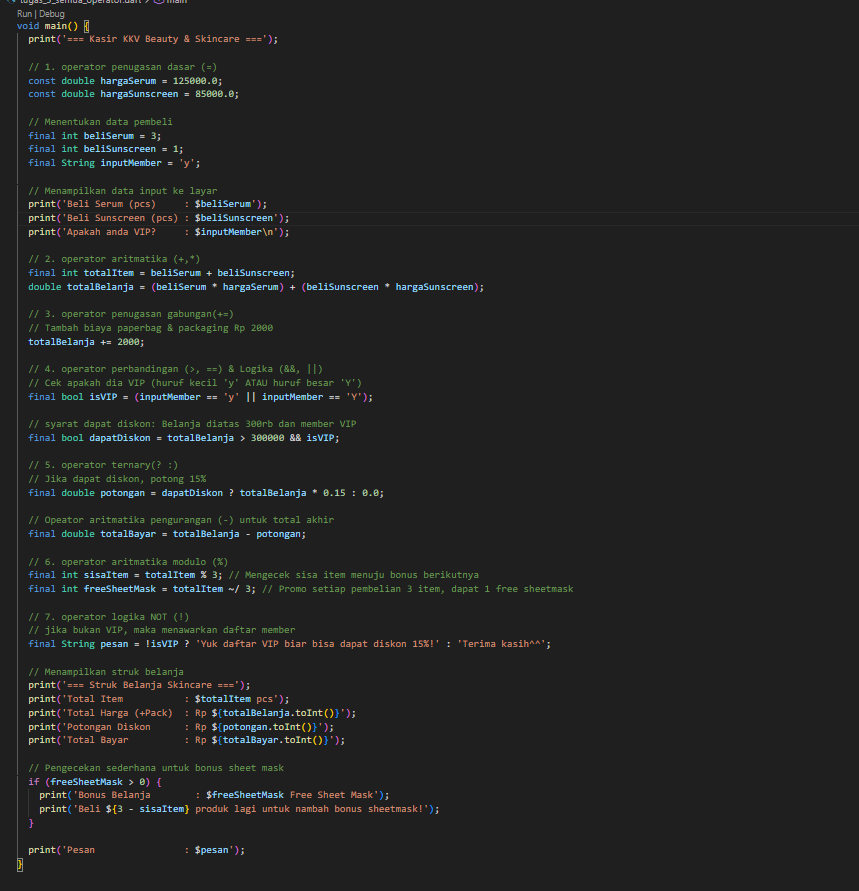 tugas_5_semua_operator.dart > main
Run | Debug
void main() {
  print('=== Kasir KKV Beauty & Skincare ===');

  // 1. operator penugasan dasar (=)
  const double hargaSerum = 125000.0;
  const double hargaSunscreen = 85000.0;

  // Menentukan data pembeli
  final int beliSerum = 3;
  final int beliSunscreen = 1;
  final String inputMember = 'y';

  // Menampilkan data input ke layar
  print('Beli Serum (pcs)     : $beliSerum');
  print('Beli Sunscreen (pcs) : $beliSunscreen');
  print('Apakah anda VIP?     : $inputMember\n');

  // 2. operator aritmatika (+,*)
  final int totalItem = beliSerum + beliSunscreen;
  double totalBelanja = (beliSerum * hargaSerum) + (beliSunscreen * hargaSunscreen);

  // 3. operator penugasan gabungan(+=)
  // Tambah biaya paperbag & packaging Rp 2000
  totalBelanja += 2000;

  // 4. operator perbandingan (>, ==) & Logika (&&, ||)
  // Cek apakah dia VIP (huruf kecil 'y' ATAU huruf besar 'Y')
  final bool isVIP = (inputMember == 'y' || inputMember == 'Y');

  // syarat dapat diskon: Belanja diatas 300rb dan member VIP
  final bool dapatDiskon = totalBelanja > 300000 && isVIP;

  // 5. operator ternary(? :)
  // Jika dapat diskon, potong 15%
  final double potongan = dapatDiskon ? totalBelanja * 0.15 : 0.0;

  // Opeator aritmatika pengurangan (-) untuk total akhir
  final double totalBayar = totalBelanja - potongan;

  // 6. operator aritmatika modulo (%)
  final int sisaItem = totalItem % 3; // Mengecek sisa item menuju bonus berikutnya
  final int freeSheetMask = totalItem ~/ 3; // Promo setiap pembelian 3 item, dapat 1 free sheetmask

  // 7. operator logika NOT (!)
  // jika bukan VIP, maka menawarkan daftar member
  final String pesan = !isVIP ? 'Yuk daftar VIP biar bisa dapat diskon 15%!' : 'Terima kasih^^';

  // Menampilkan struk belanja
  print('=== Struk Belanja Skincare ===');
  print('Total Item           : $totalItem pcs');
  print('Total Harga (+Pack)  : Rp ${totalBelanja.toInt()}');
  print('Potongan Diskon      : Rp ${potongan.toInt()}');
  print('Total Bayar          : Rp ${totalBayar.toInt()}');

  // Pengecekan sederhana untuk bonus sheet mask
  if (freeSheetMask > 0) {
    print('Bonus Belanja        : $freeSheetMask Free Sheet Mask');
    print('Beli ${3 - sisaItem} produk lagi untuk nambah bonus sheetmask!');
  }

  print('Pesan                : $pesan');
}